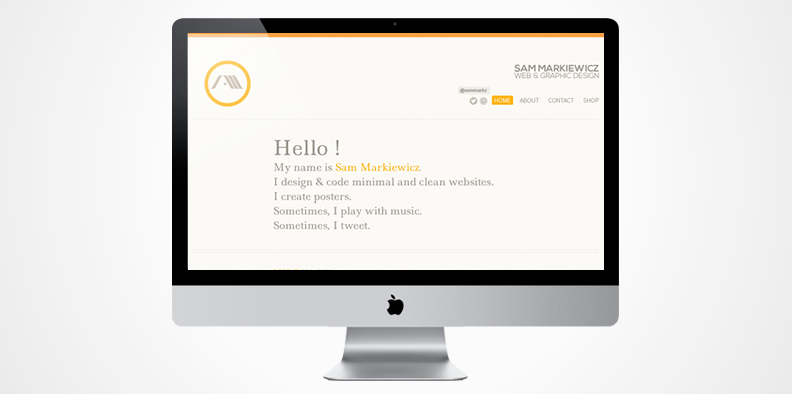 SAM MARKIEWICZ
WEB & GRAPHIC DESIGN
@sammarkz
HOME ABOUT CONTACT SHOP
Hello !
My name is Sam Markiewicz.
I design & code minimal and clean websites.
I create posters.
Sometimes, I play with music.
Sometimes, I tweet.